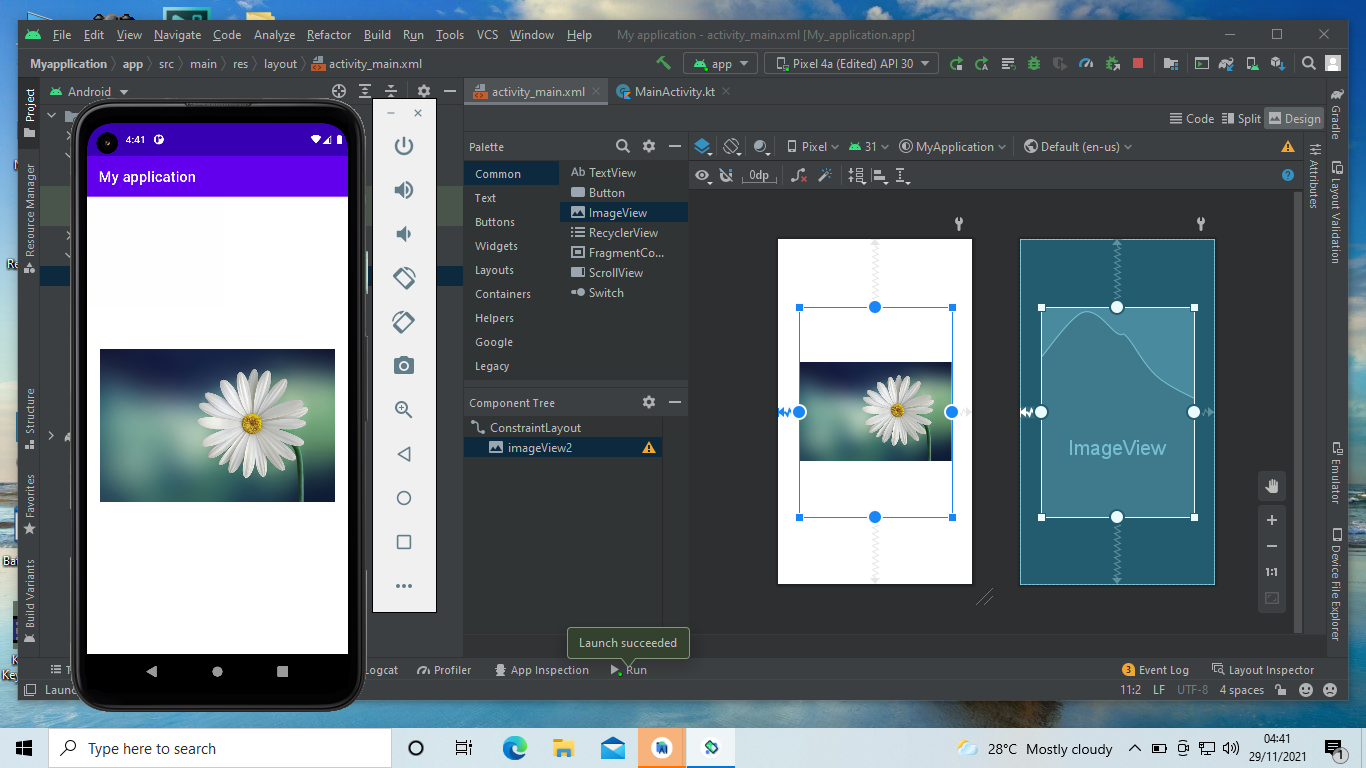 File Edit View Navigate Code Analyze Refactor Build Run Tools VCS Window Help My application - activity_main.xml [My_application.app]
Myapplication app src main res layout activity_main.xml app Pixel 4a (Edited) API 30
Project
Android
activity_main.xml
MainActivity.kt
Gradle
Code Split Design
4:41
My application
Resource Manager
Structure
Favorites
Build Variants
Palette
Common
Text
Buttons
Widgets
Layouts
Containers
Helpers
Google
Legacy
Ab TextView
Button
ImageView
RecyclerView
FragmentCo...
ScrollView
Switch
Pixel 31 MyApplication Default (en-us)
0dp
Attributes
Layout Validation
Component Tree
ConstraintLayout
imageView2
ImageView
1:1
Emulator
Device File Explorer
Launch succeeded
Logcat Profiler App Inspection Run 3 Event Log Layout Inspector
11:2 LF UTF-8 4 spaces
Type here to search
28°C Mostly cloudy
04:41
29/11/2021
1